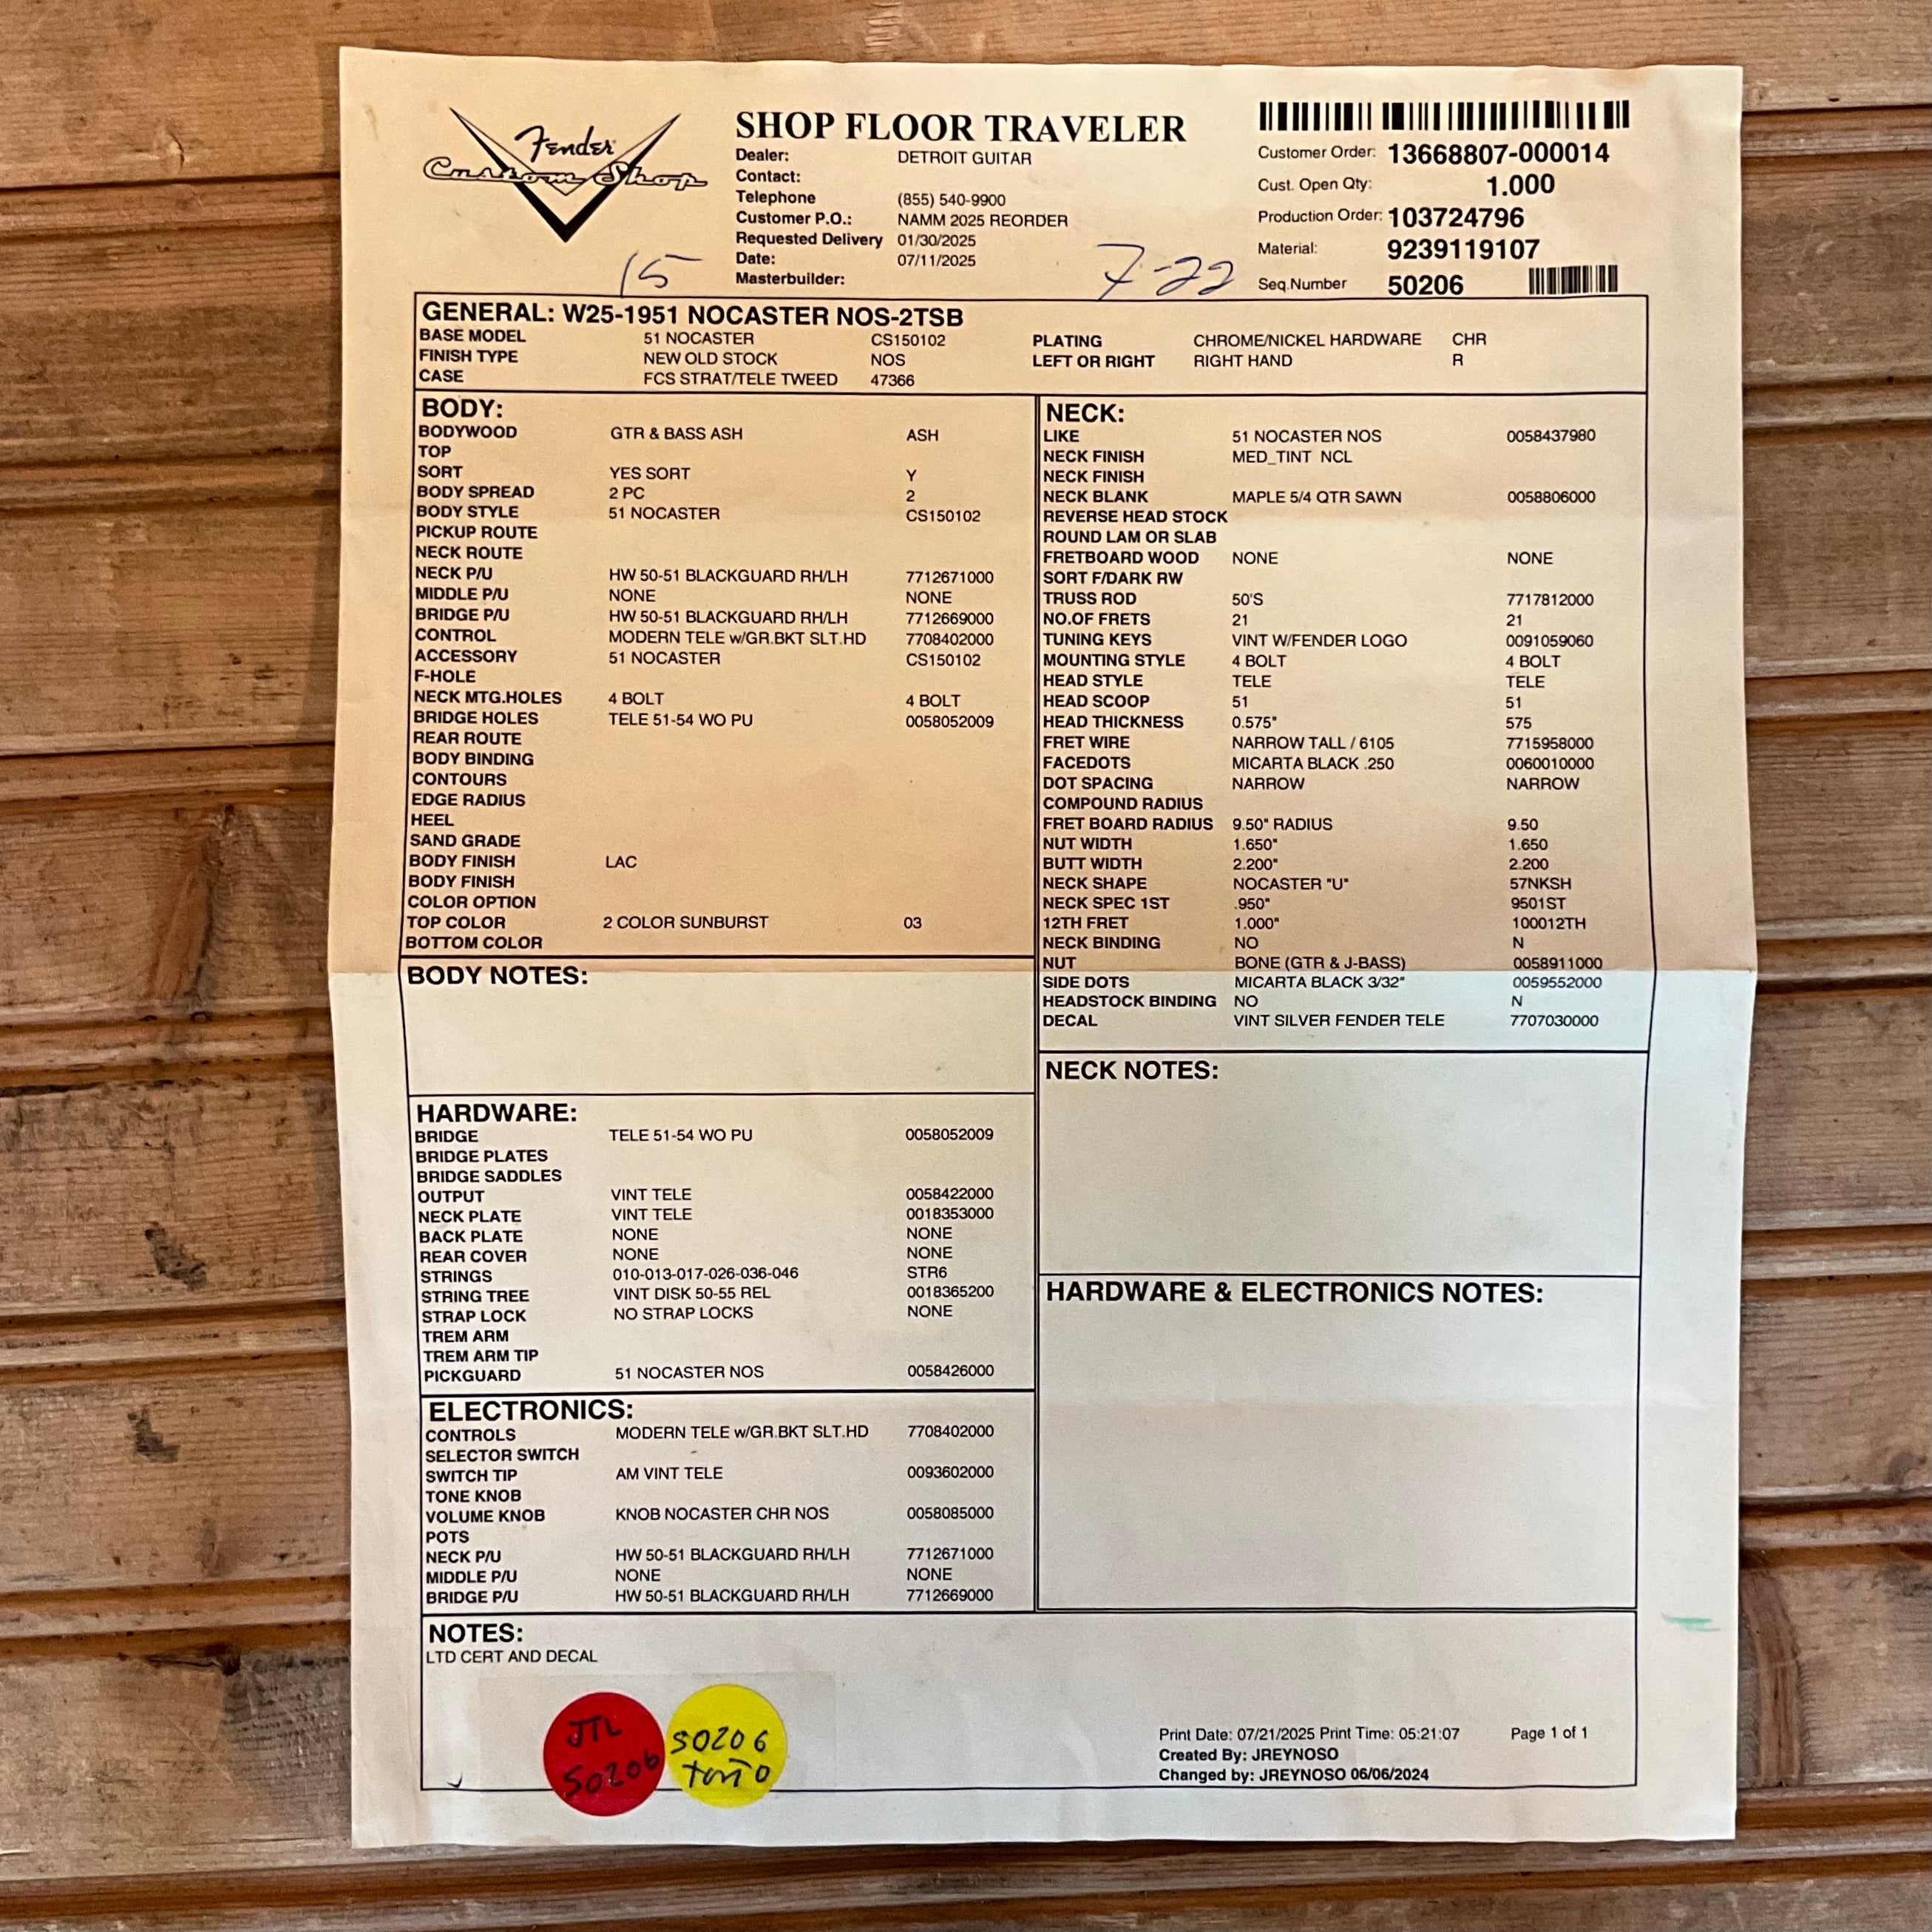 Fender
Custom Shop
SHOP FLOOR TRAVELER
Dealer: DETROIT GUITAR
Contact:
Telephone (855) 540-9900
Customer P.O.: NAMM 2025 REORDER
Requested Delivery 01/30/2025
Date: 07/11/2025
Masterbuilder:
15
7-22
Customer Order: 13668807-000014
Cust. Open Qty: 1.000
Production Order: 103724796
Material: 9239119107
Seq.Number 50206
GENERAL: W25-1951 NOCASTER NOS-2TSB
BASE MODEL 51 NOCASTER CS150102
FINISH TYPE NEW OLD STOCK NOS
CASE FCS STRAT/TELE TWEED 47366
PLATING CHROME/NICKEL HARDWARE CHR
LEFT OR RIGHT RIGHT HAND R
BODY:
BODYWOOD GTR & BASS ASH ASH
TOP
SORT YES SORT Y
BODY SPREAD 2 PC 2
BODY STYLE 51 NOCASTER CS150102
PICKUP ROUTE
NECK ROUTE
NECK P/U HW 50-51 BLACKGUARD RH/LH 7712671000
MIDDLE P/U NONE NONE
BRIDGE P/U HW 50-51 BLACKGUARD RH/LH 7712669000
CONTROL MODERN TELE w/GR.BKT SLT.HD 7708402000
ACCESSORY 51 NOCASTER CS150102
F-HOLE
NECK MTG.HOLES 4 BOLT 4 BOLT
BRIDGE HOLES TELE 51-54 WO PU 0058052009
REAR ROUTE
BODY BINDING
CONTOURS
EDGE RADIUS
HEEL
SAND GRADE
BODY FINISH LAC
BODY FINISH
COLOR OPTION
TOP COLOR 2 COLOR SUNBURST 03
BOTTOM COLOR
BODY NOTES:
HARDWARE:
BRIDGE TELE 51-54 WO PU 0058052009
BRIDGE PLATES
BRIDGE SADDLES
OUTPUT VINT TELE 0058422000
NECK PLATE VINT TELE 0018353000
BACK PLATE NONE NONE
REAR COVER NONE NONE
STRINGS 010-013-017-026-036-046 STR6
STRING TREE VINT DISK 50-55 REL 0018365200
STRAP LOCK NO STRAP LOCKS NONE
TREM ARM
TREM ARM TIP
PICKGUARD 51 NOCASTER NOS 0058426000
ELECTRONICS:
CONTROLS MODERN TELE w/GR.BKT SLT.HD 7708402000
SELECTOR SWITCH
SWITCH TIP AM VINT TELE 0093602000
TONE KNOB
VOLUME KNOB KNOB NOCASTER CHR NOS 0058085000
POTS
NECK P/U HW 50-51 BLACKGUARD RH/LH 7712671000
MIDDLE P/U NONE NONE
BRIDGE P/U HW 50-51 BLACKGUARD RH/LH 7712669000
NECK:
LIKE 51 NOCASTER NOS 0058437980
NECK FINISH MED_TINT NCL
NECK FINISH
NECK BLANK MAPLE 5/4 QTR SAWN 0058806000
REVERSE HEAD STOCK
ROUND LAM OR SLAB
FRETBOARD WOOD NONE NONE
SORT F/DARK RW
TRUSS ROD 50'S 7717812000
NO.OF FRETS 21 21
TUNING KEYS VINT W/FENDER LOGO 0091059060
MOUNTING STYLE 4 BOLT 4 BOLT
HEAD STYLE TELE TELE
HEAD SCOOP 51 51
HEAD THICKNESS 0.575" 575
FRET WIRE NARROW TALL / 6105 7715958000
FACEDOTS MICARTA BLACK .250 0060010000
DOT SPACING NARROW NARROW
COMPOUND RADIUS
FRET BOARD RADIUS 9.50" RADIUS 9.50
NUT WIDTH 1.650" 1.650
BUTT WIDTH 2.200" 2.200
NECK SHAPE NOCASTER "U" 57NKSH
NECK SPEC 1ST .950" 9501ST
12TH FRET 1.000" 100012TH
NECK BINDING NO N
NUT BONE (GTR & J-BASS) 0058911000
SIDE DOTS MICARTA BLACK 3/32" 0059552000
HEADSTOCK BINDING NO N
DECAL VINT SILVER FENDER TELE 7707030000
NECK NOTES:
HARDWARE & ELECTRONICS NOTES:
NOTES:
LTD CERT AND DECAL
JTL
50206
50206
toño
Print Date: 07/21/2025 Print Time: 05:21:07 Page 1 of 1
Created By: JREYNOSO
Changed by: JREYNOSO 06/06/2024